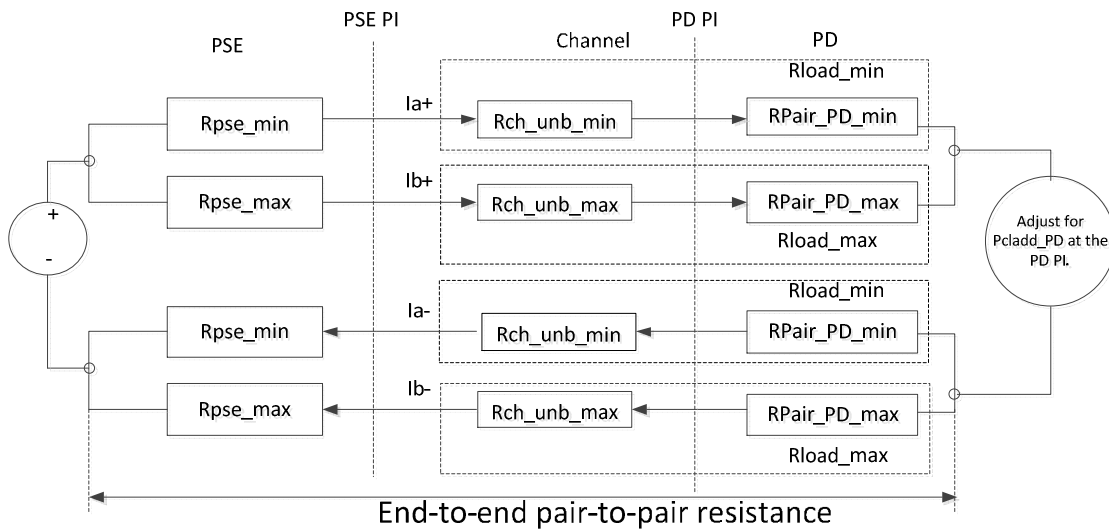 PSE PI
PD PI
PSE
Channel
PD
Rload_min
Ia+
Rpse_min
Rch_unb_min
RPair_PD_min
Ib+
Rpse_max
Rch_unb_max
RPair_PD_max
Rload_max
+
-
Adjust for
Pcladd_PD at the
PD PI.
Rload_min
Ia-
Rpse_min
Rch_unb_min
RPair_PD_min
Ib-
Rpse_max
Rch_unb_max
RPair_PD_max
Rload_max
End-to-end pair-to-pair resistance